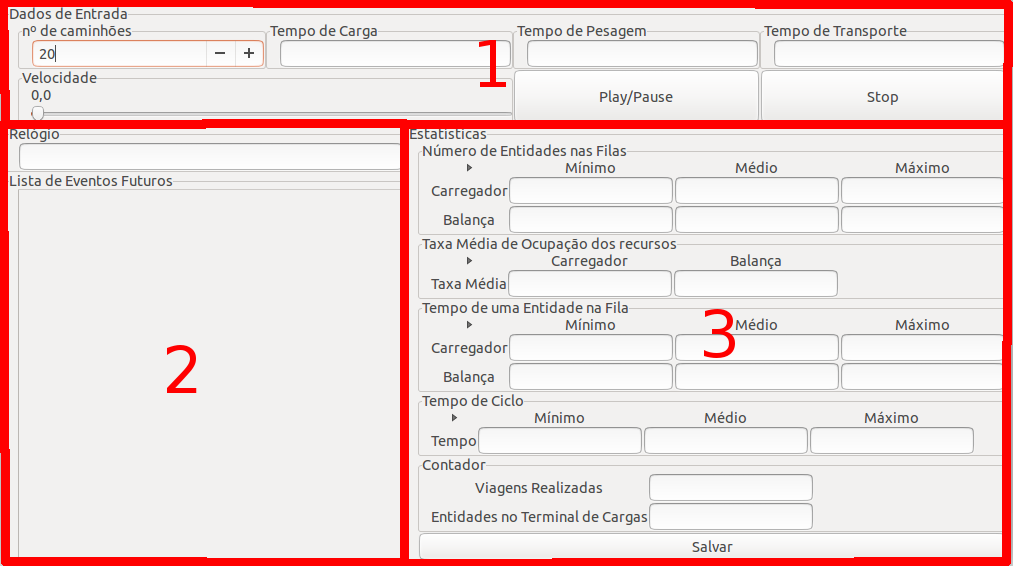 Dados de Entrada
nº de caminhões Tempo de Carga Tempo de Pesagem Tempo de Transporte
20 − +
1
Velocidade
0,0
Play/Pause Stop
Relógio
Lista de Eventos Futuros
2
Estatísticas
Número de Entidades nas Filas
Mínimo Médio Máximo
Carregador
Balança
Taxa Média de Ocupação dos recursos
Carregador Balança
Taxa Média
Tempo de uma Entidade na Fila
Mínimo Médio Máximo
3
Carregador
Balança
Tempo de Ciclo
Mínimo Médio Máximo
Tempo
Contador
Viagens Realizadas
Entidades no Terminal de Cargas
Salvar